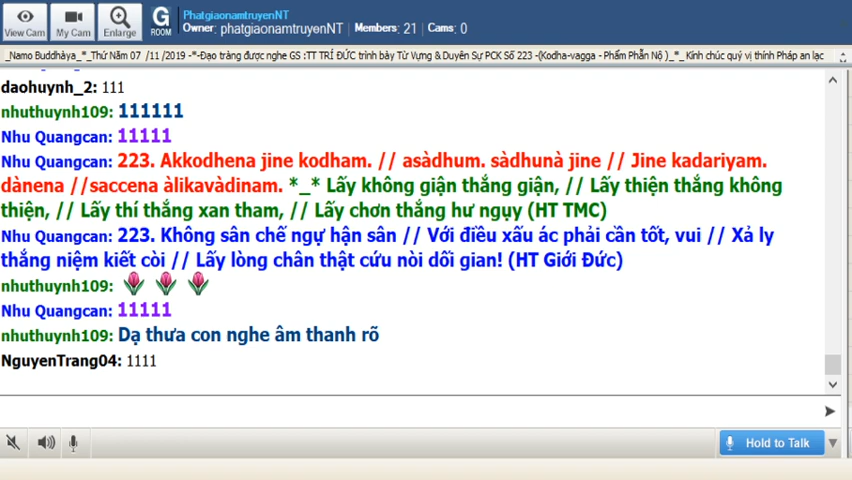 PhatgiaonamtruyenNT
Owner: phatgiaonamtruyenNT Members: 21 Cams: 0
View Cam My Cam Enlarge G ROOM
_Namo Buddhàya_*_Thứ Năm 07 /11 /2019 -*-Đạo tràng được nghe GS :TT TRÍ ĐỨC trình bày Từ Vựng & Duyên Sự PCK Số 223 -(Kodha-vagga - Phẩm Phẫn Nộ )_*_ Kính chúc quý vị thính Pháp an lạc
daohuynh_2: 111
nhuthuynh109: 111111
Nhu Quangcan: 11111
Nhu Quangcan: 223. Akkodhena jine kodham. // asàdhum. sàdhunà jine // Jine kadariyam.
dànena //saccena àlikavàdinam. *_* Lấy không giận thắng giận, // Lấy thiện thắng không
thiện, // Lấy thí thắng xan tham, // Lấy chơn thắng hư ngụy (HT TMC)
Nhu Quangcan: 223. Không sân chế ngự hận sân // Với điều xấu ác phải cần tốt, vui // Xả ly
thắng niệm kiết còi // Lấy lòng chân thật cứu nòi dối gian! (HT Giới Đức)
nhuthuynh109:
Nhu Quangcan: 11111
nhuthuynh109: Dạ thưa con nghe âm thanh rõ
NguyenTrang04: 1111
Hold to Talk